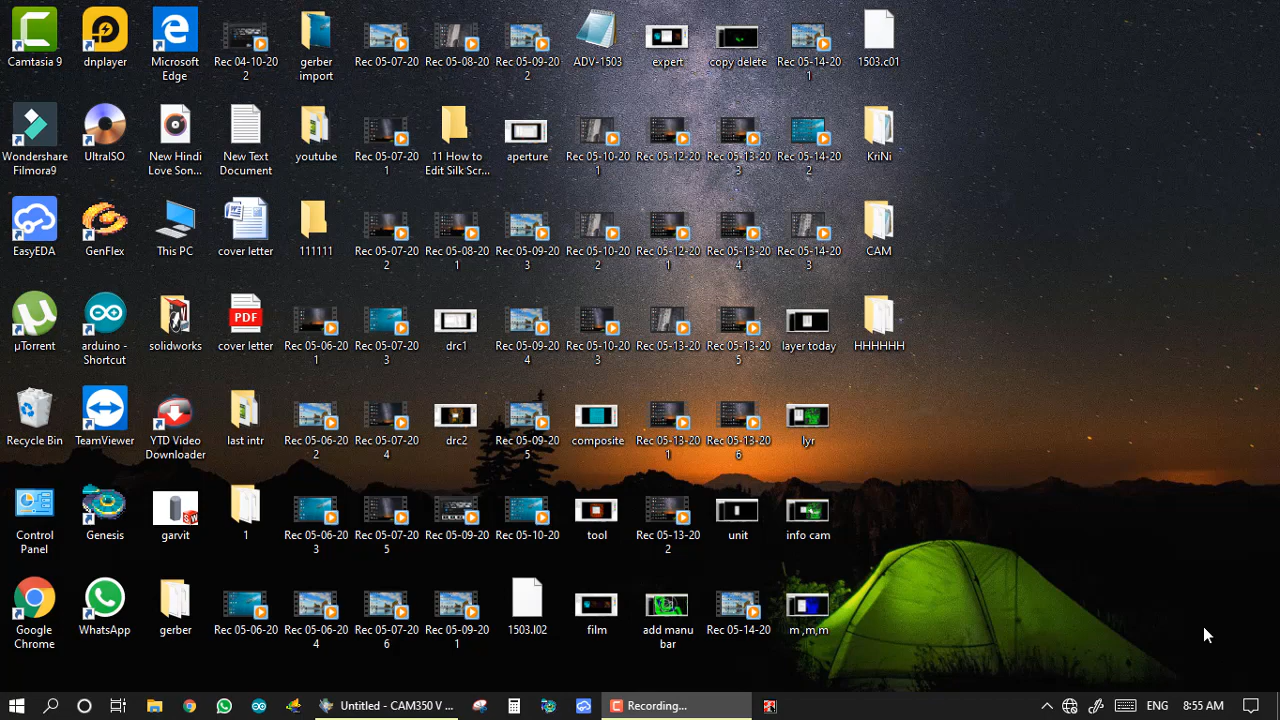 Camtasia 9
dnplayer
Microsoft
Edge
Rec 04-10-20
2
gerber
import
Rec 05-07-20
Rec 05-08-20
Rec 05-09-20
2
ADV-1503
expert
copy delete
Rec 05-14-20
1
1503.c01
Wondershare
Filmora9
UltraISO
New Hindi
Love Son...
New Text
Document
youtube
Rec 05-07-20
1
11 How to
Edit Silk Scr...
aperture
Rec 05-10-20
1
Rec 05-12-20
Rec 05-13-20
3
Rec 05-14-20
2
KriNi
EasyEDA
GenFlex
This PC
cover letter
111111
Rec 05-07-20
2
Rec 05-08-20
1
Rec 05-09-20
3
Rec 05-10-20
2
Rec 05-12-20
1
Rec 05-13-20
4
Rec 05-14-20
3
CAM
µTorrent
arduino -
Shortcut
solidworks
PDF
cover letter
Rec 05-06-20
1
Rec 05-07-20
3
drc1
Rec 05-09-20
4
Rec 05-10-20
3
Rec 05-13-20
Rec 05-13-20
5
layer today
HHHHHH
Recycle Bin
TeamViewer
YTD Video
Downloader
last intr
Rec 05-06-20
2
Rec 05-07-20
4
drc2
Rec 05-09-20
5
composite
Rec 05-13-20
1
Rec 05-13-20
6
lyr
Control
Panel
Genesis
garvit
1
Rec 05-06-20
3
Rec 05-07-20
5
Rec 05-09-20
Rec 05-10-20
tool
Rec 05-13-20
2
unit
info cam
Google
Chrome
WhatsApp
gerber
Rec 05-06-20
Rec 05-06-20
4
Rec 05-07-20
6
Rec 05-09-20
1
1503.l02
film
add manu
bar
Rec 05-14-20
m ,m,m
Untitled - CAM350 V ...
Recording...
ENG
8:55 AM